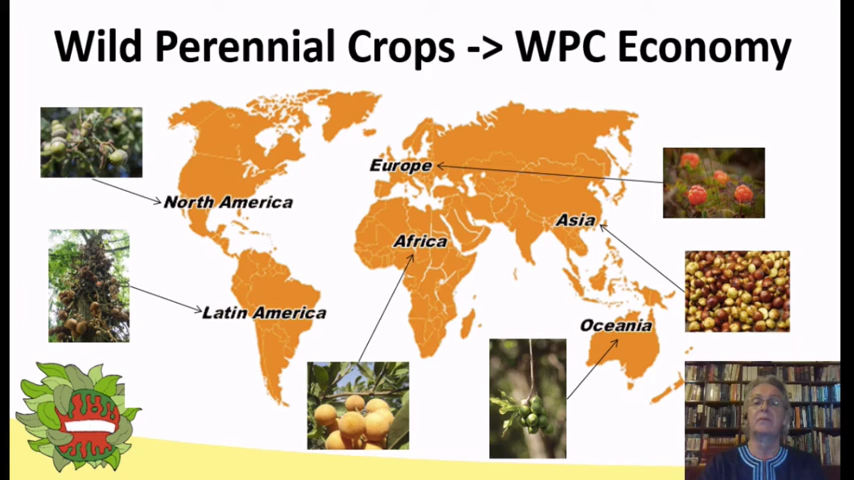 Wild Perennial Crops -> WPC Economy
Europe
North America
Asia
Africa
Latin America
Oceania